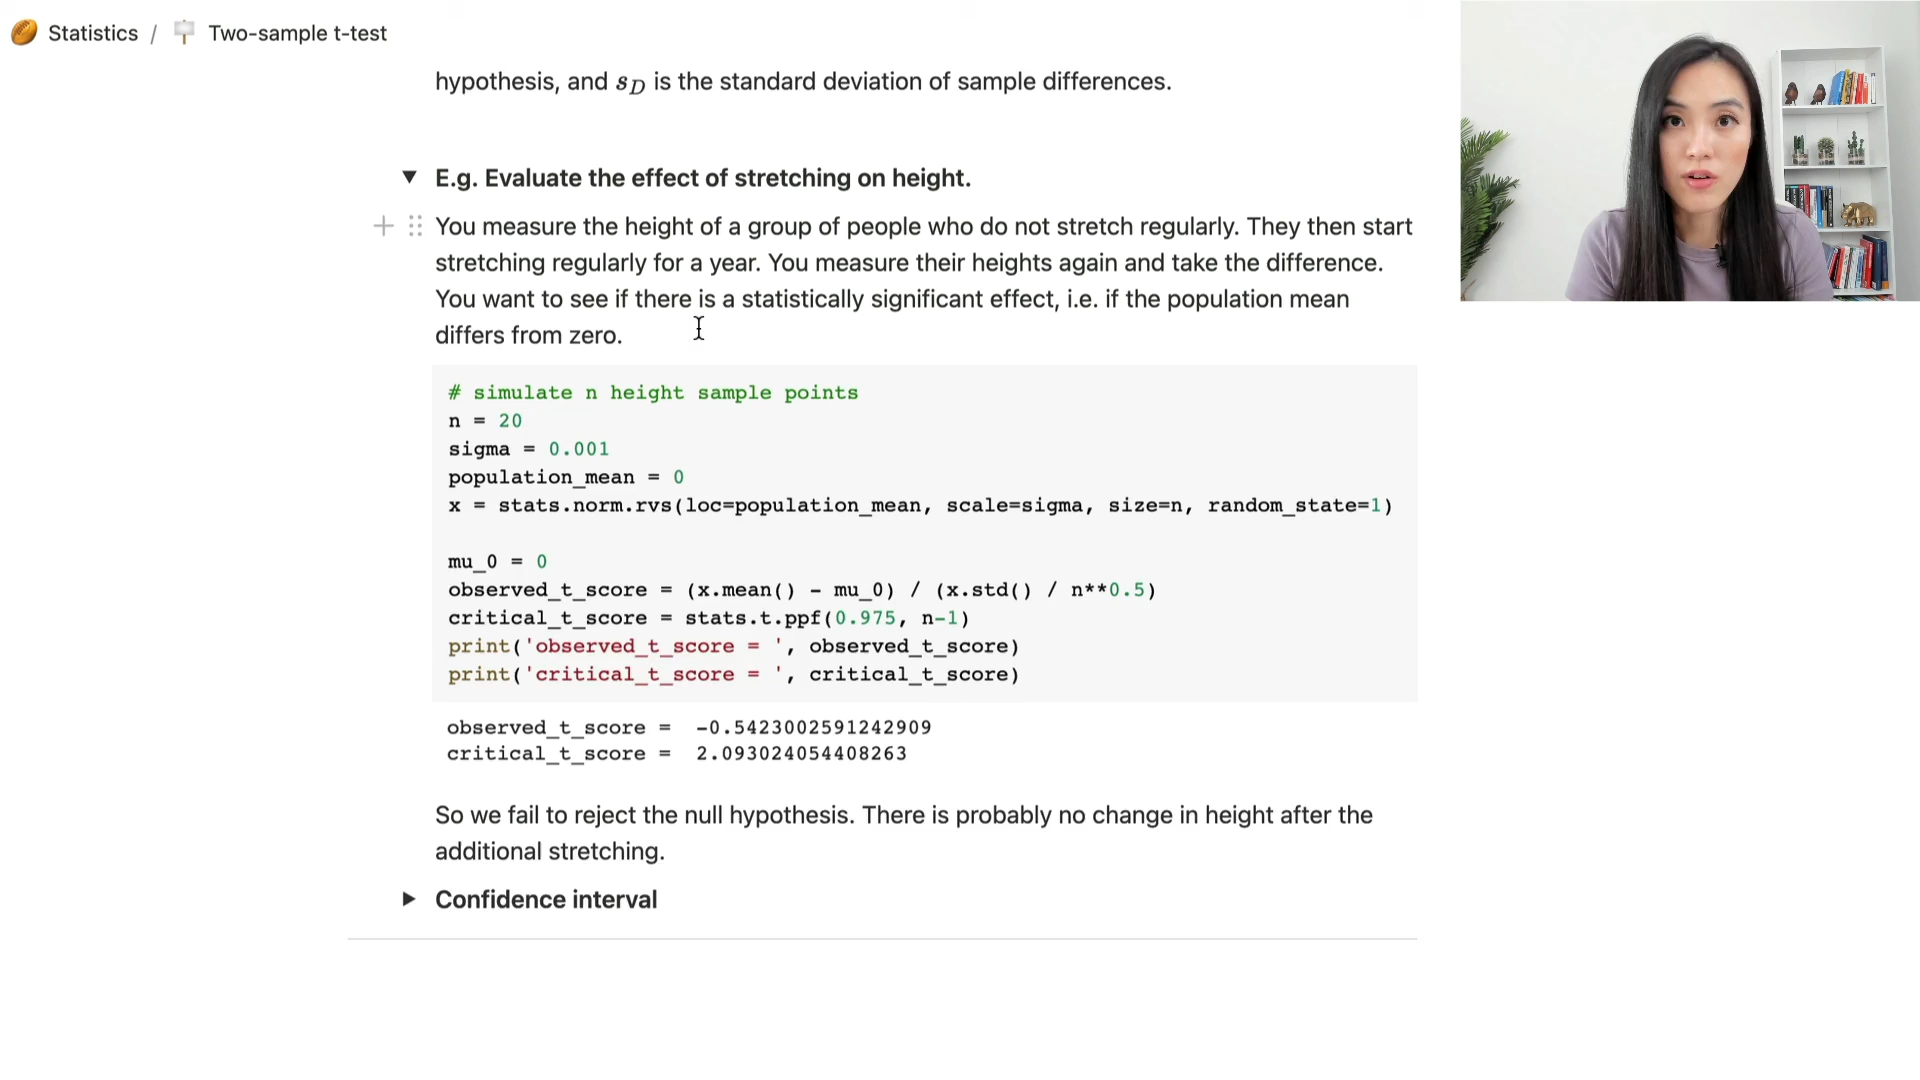 Statistics / Two-sample t-test
hypothesis, and s_D is the standard deviation of sample differences.
E.g. Evaluate the effect of stretching on height.
You measure the height of a group of people who do not stretch regularly. They then start
stretching regularly for a year. You measure their heights again and take the difference.
You want to see if there is a statistically significant effect, i.e. if the population mean
differs from zero.
# simulate n height sample points
n = 20
sigma = 0.001
population_mean = 0
x = stats.norm.rvs(loc=population_mean, scale=sigma, size=n, random_state=1)
mu_0 = 0
observed_t_score = (x.mean() - mu_0) / (x.std() / n**0.5)
critical_t_score = stats.t.ppf(0.975, n-1)
print('observed_t_score = ', observed_t_score)
print('critical_t_score = ', critical_t_score)
observed_t_score =  -0.5423002591242909
critical_t_score =  2.093024054408263
So we fail to reject the null hypothesis. There is probably no change in height after the
additional stretching.
Confidence interval